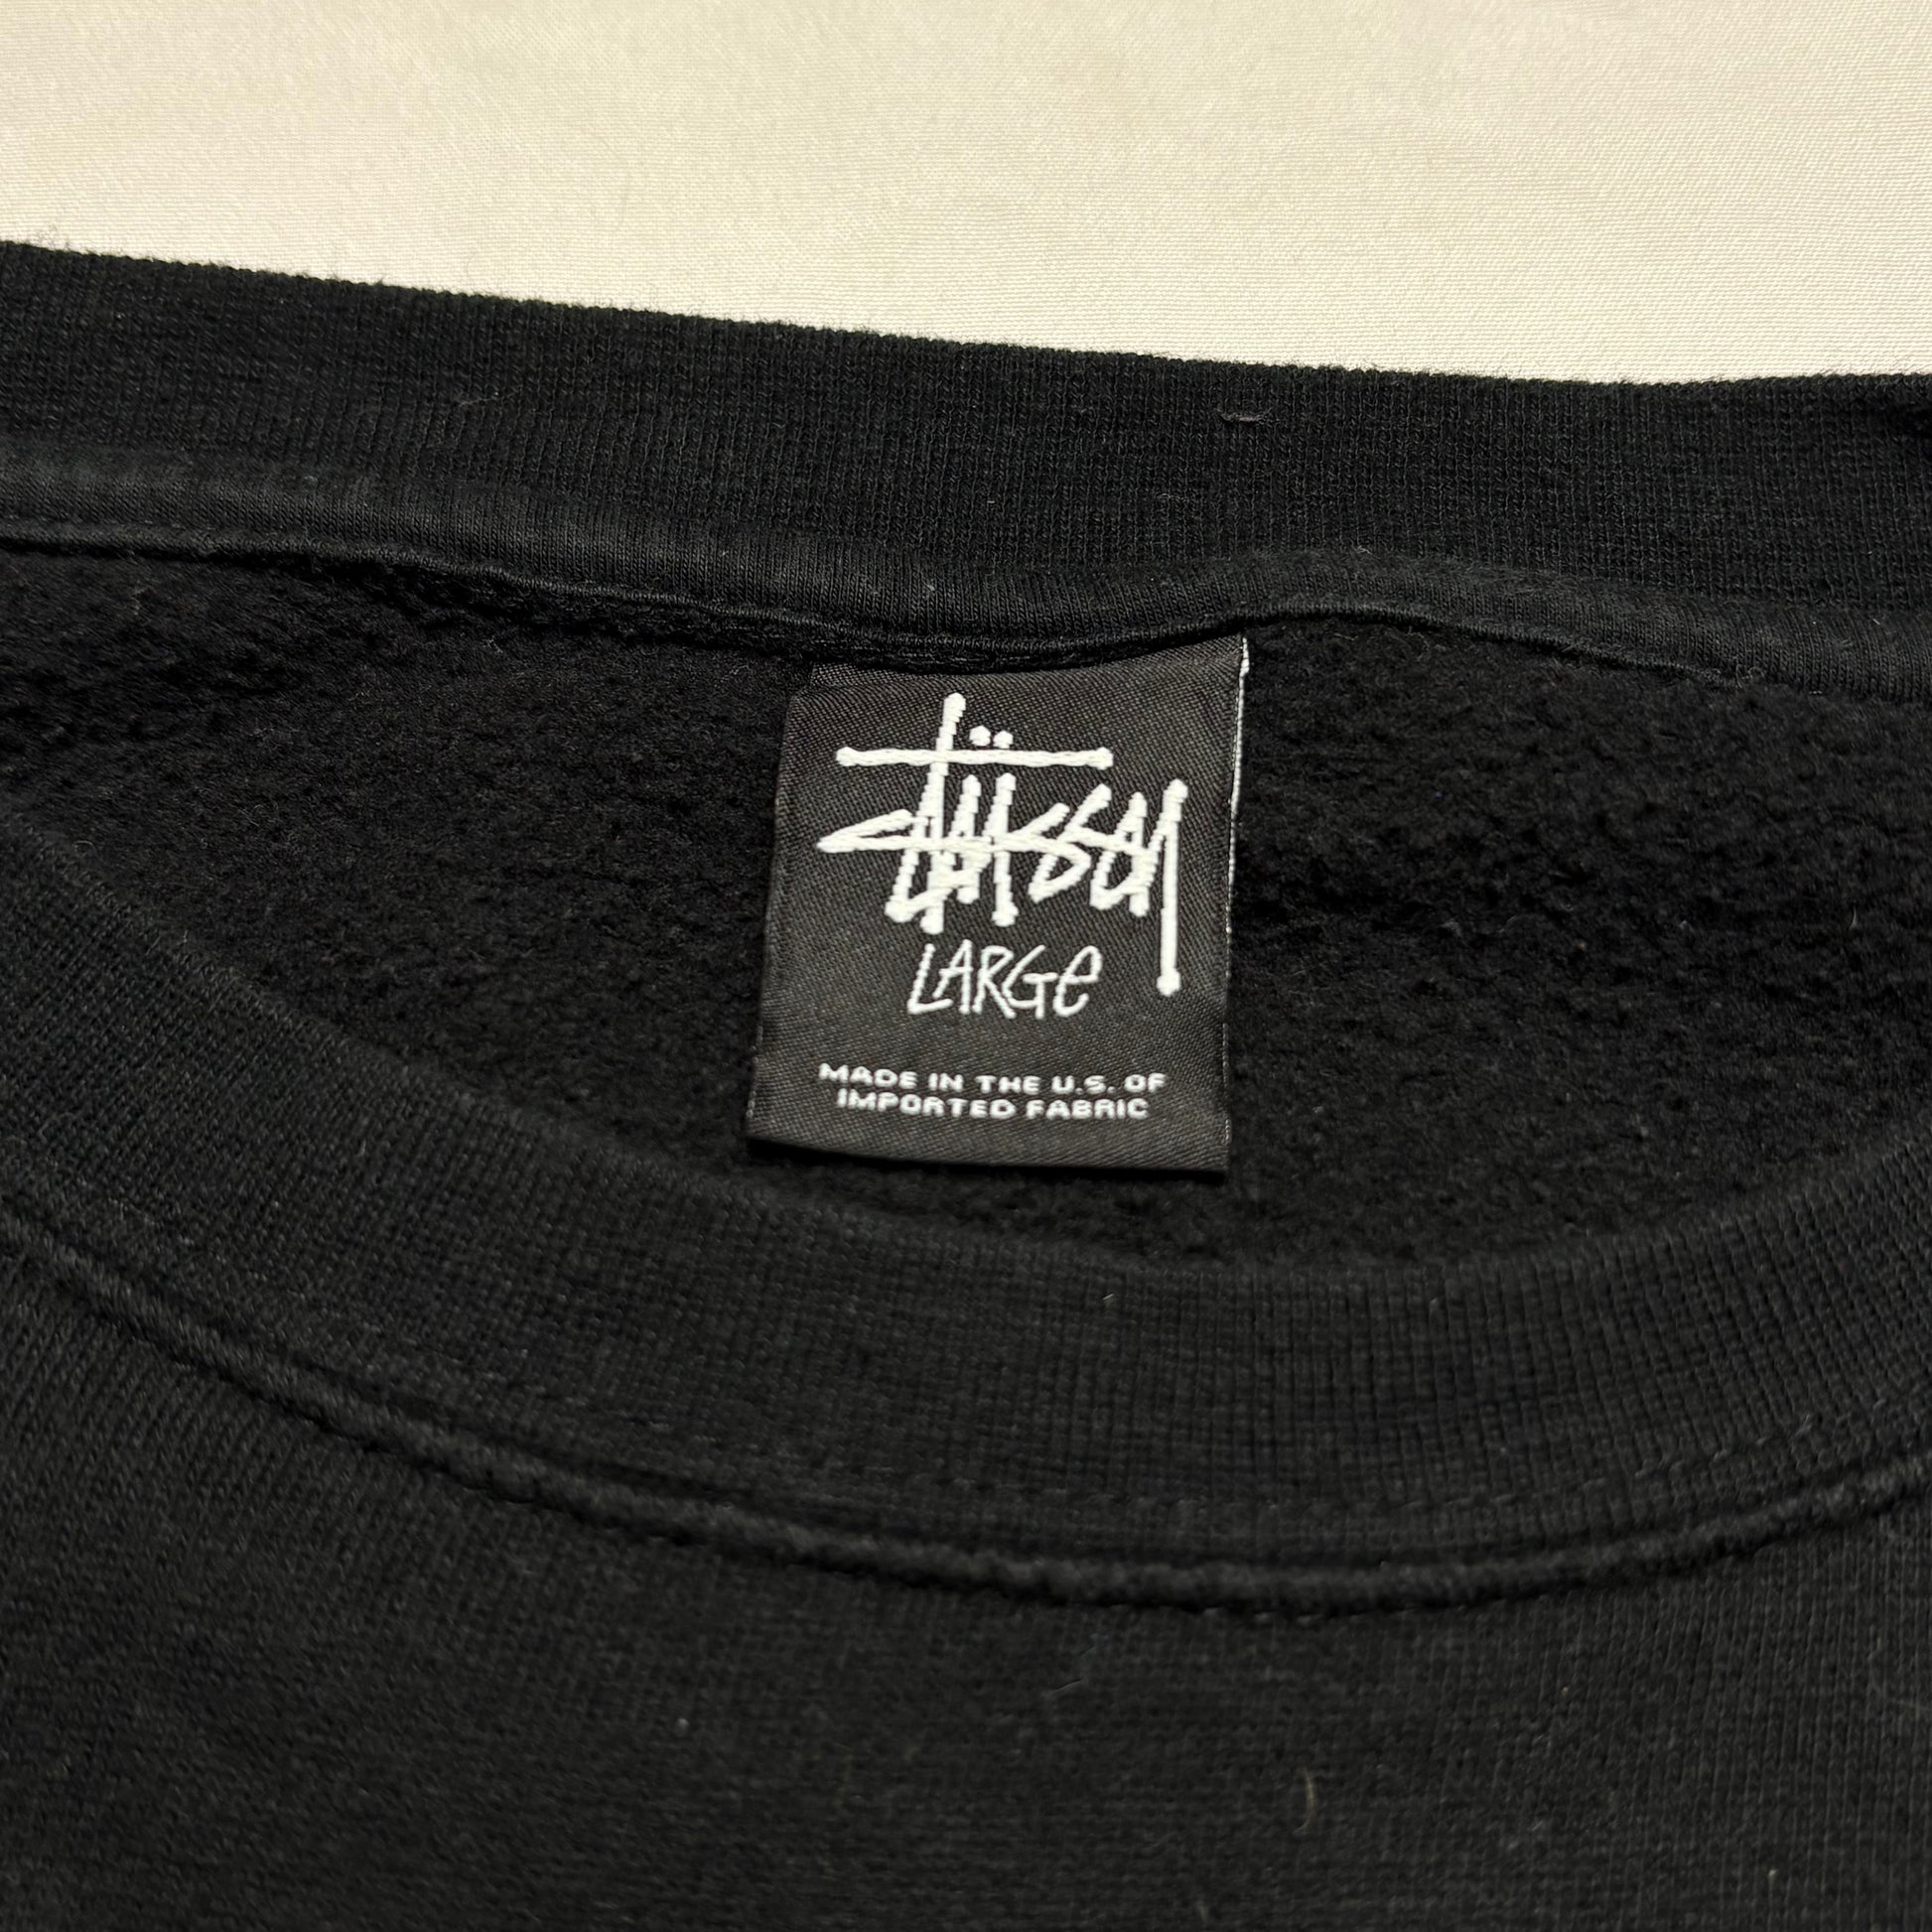 Stüssy
LARGe
MADE IN THE U.S. OF
IMPORTED FABRIC